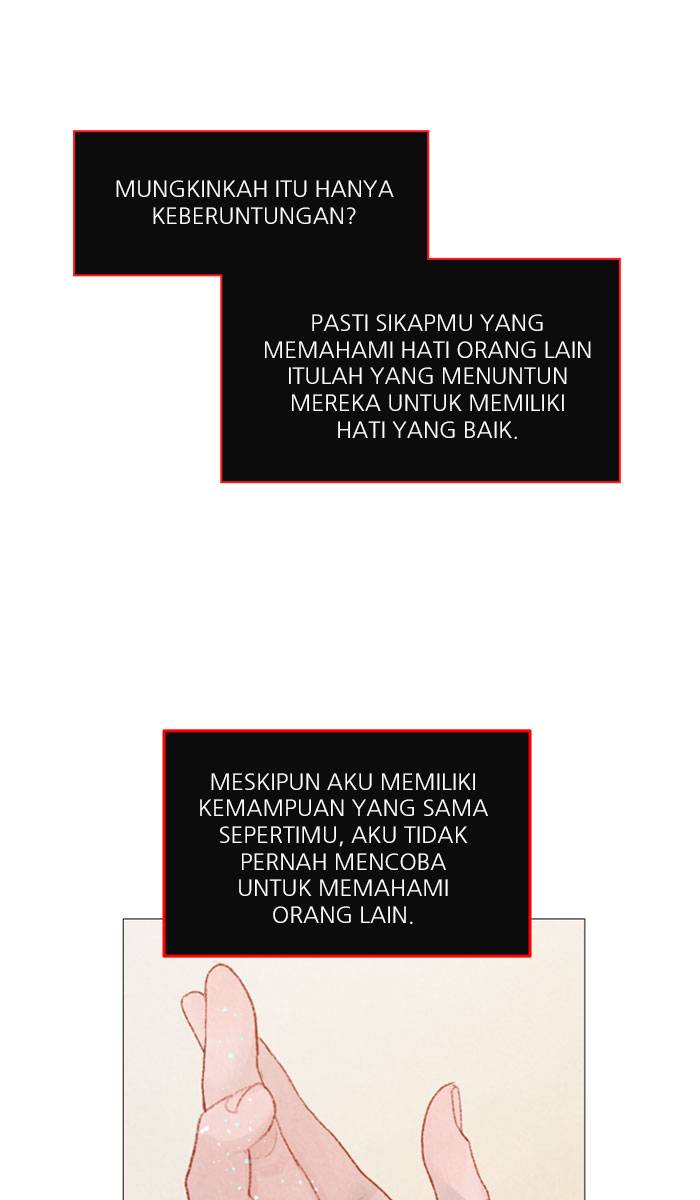 MUNGKINKAH ITU HANYA
KEBERUNTUNGAN?
PASTI SIKAPMU YANG
MEMAHAMI HATI ORANG LAIN
ITULAH YANG MENUNTUN
MEREKA UNTUK MEMILIKI
HATI YANG BAIK.
MESKIPUN AKU MEMILIKI
KEMAMPUAN YANG SAMA
SEPERTIMU, AKU TIDAK
PERNAH MENCOBA
UNTUK MEMAHAMI
ORANG LAIN.